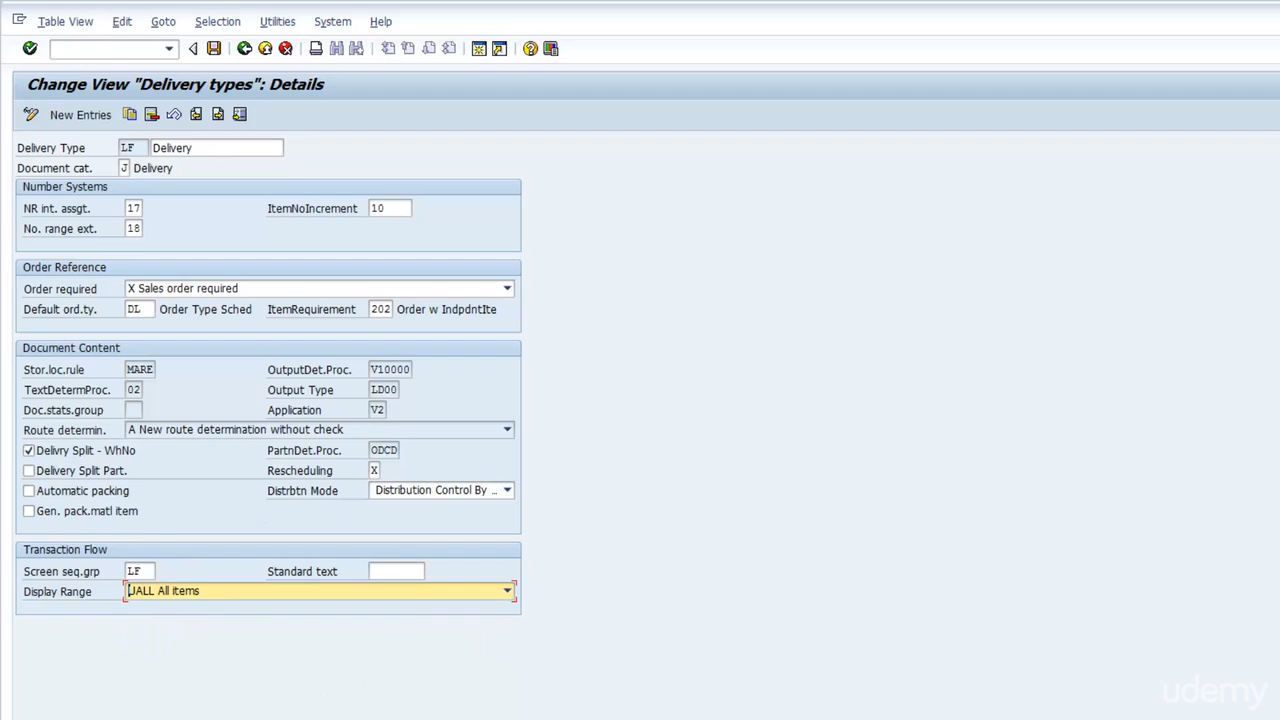 Table View Edit Goto Selection Utilities System Help
Change View "Delivery types": Details
New Entries
Delivery Type LF Delivery
Document cat. J Delivery
Number Systems
NR int. assgt. 17 ItemNoIncrement 10
No. range ext. 18
Order Reference
Order required X Sales order required
Default ord.ty. DL Order Type Sched ItemRequirement 202 Order w IndpdntIte
Document Content
Stor.loc.rule MARE OutputDet.Proc. V10000
TextDetermProc. 02 Output Type LD00
Doc.stats.group Application V2
Route determin. A New route determination without check
Delivry Split - WhNo PartnDet.Proc. ODCD
Delivery Split Part. Rescheduling X
Automatic packing Distrbtn Mode Distribution Control By ...
Gen. pack.matl item
Transaction Flow
Screen seq.grp LF Standard text
Display Range UALL All items
udemy